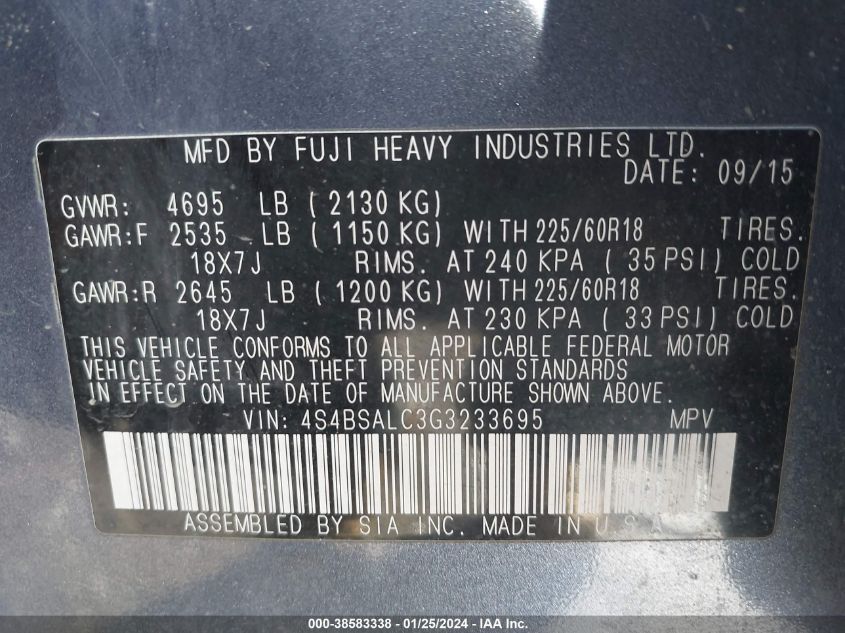 MFD BY FUJI HEAVY INDUSTRIES LTD.
DATE: 09/15
GVWR: 4695 LB ( 2130 KG)
GAWR:F 2535 LB ( 1150 KG) WITH 225/60R18 TIRES.
18X7J RIMS. AT 240 KPA ( 35 PSI) COLD
GAWR:R 2645 LB ( 1200 KG) WITH 225/60R18 TIRES.
18X7J RIMS. AT 230 KPA ( 33 PSI) COLD
THIS VEHICLE CONFORMS TO ALL APPLICABLE FEDERAL MOTOR
VEHICLE SAFETY AND THEFT PREVENTION STANDARDS
IN EFFECT ON THE DATE OF MANUFACTURE SHOWN ABOVE.
VIN: 4S4BSALC3G3233695 MPV
ASSEMBLED BY SIA INC. MADE IN U.S.A.
000-38583338 - 01/25/2024 - IAA Inc.